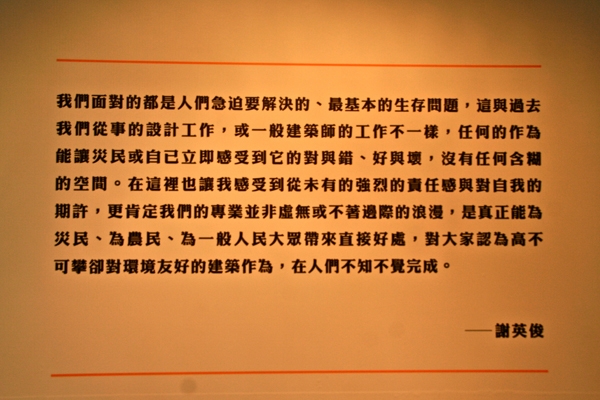 我們面對的都是人們急迫要解決的、最基本的生存問題，這與過去
我們從事的設計工作，或一般建築師的工作不一樣，任何的作為
能讓災民或自己立即感受到它的對與錯、好與壞，沒有任何含糊
的空間。在這裡也讓我感受到從未有的強烈的責任感與對自我的
期許，更肯定我們的專業並非虛無或不著邊際的浪漫，是真正能為
災民、為農民、為一般人民大眾帶來直接好處，對大家認為高不
可攀卻對環境友好的建築作為，在人們不知不覺完成。
——謝英俊